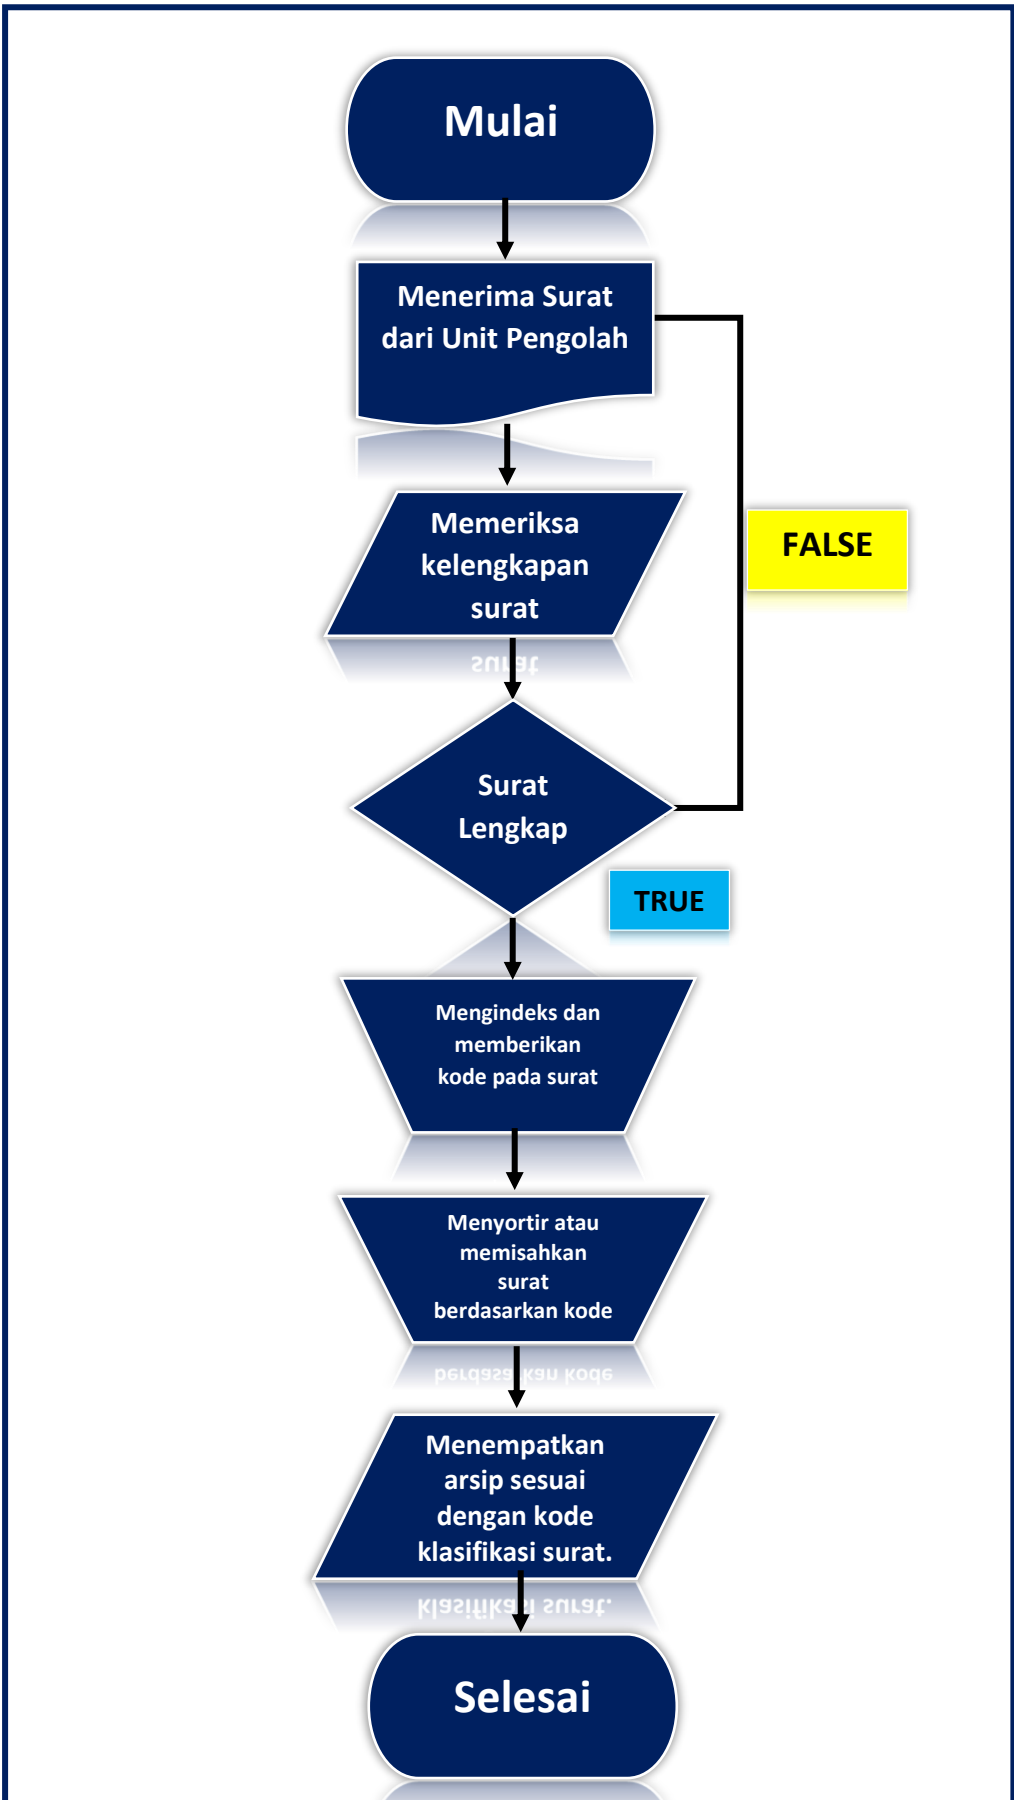 Mulai
Menerima Surat
dari Unit Pengolah
Memeriksa
kelengkapan
surat
FALSE
Surat
Lengkap
TRUE
Mengindeks dan
memberikan
kode pada surat
Menyortir atau
memisahkan
surat
berdasarkan kode
Menempatkan
arsip sesuai
dengan kode
klasifikasi surat.
Selesai